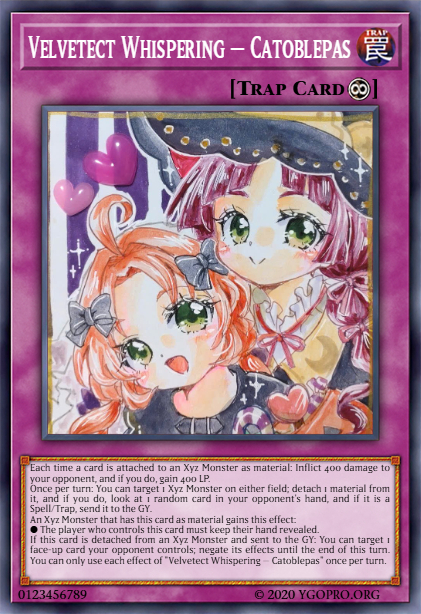 VELVETECT WHISPERING – CATOBLEPAS
TRAP
罠
[TRAP CARD♾]
Each time a card is attached to an Xyz Monster as material: Inflict 400 damage to
your opponent, and if you do, gain 400 LP.
Once per turn: You can target 1 Xyz Monster on either field; detach 1 material from
it, and if you do, look at 1 random card in your opponent's hand, and if it is a
Spell/Trap, send it to the GY.
An Xyz Monster that has this card as material gains this effect:
● The player who controls this card must keep their hand revealed.
If this card is detached from an Xyz Monster and sent to the GY: You can target 1
face-up card your opponent controls; negate its effects until the end of this turn.
You can only use each effect of "Velvetect Whispering – Catoblepas" once per turn.
0123456789
© 2020 YGOPRO.ORG